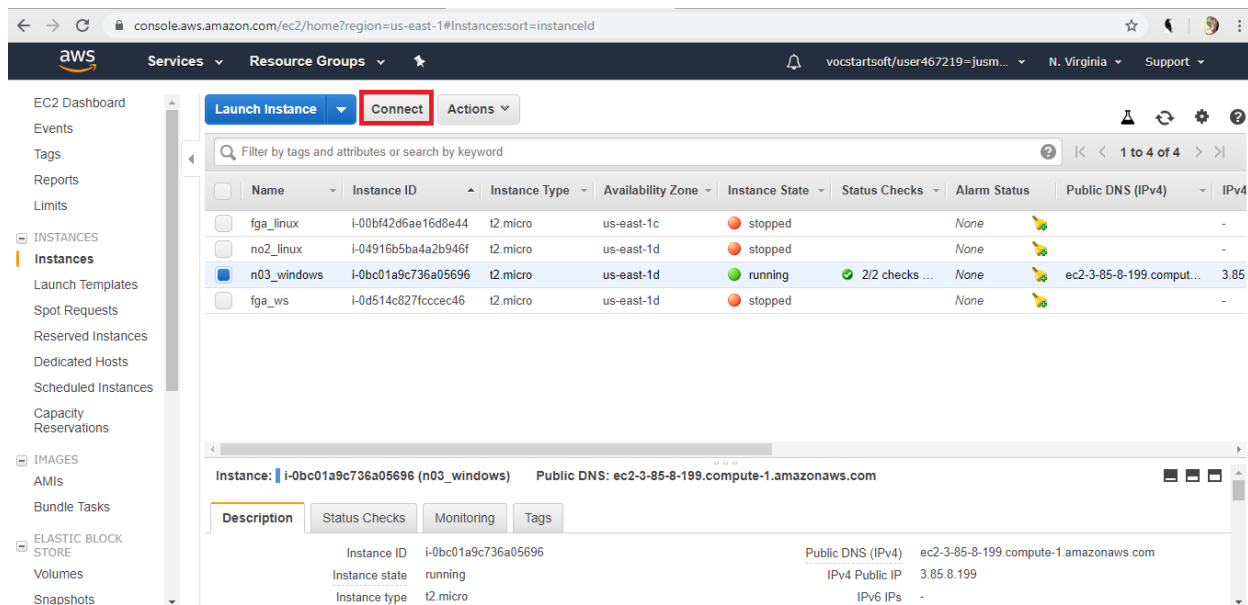 console.aws.amazon.com/ec2/home?region=us-east-1#Instances:sort=instanceId
aws Services Resource Groups vocstartsoft/user467219=jusm... N. Virginia Support
EC2 Dashboard
Events
Tags
Reports
Limits
INSTANCES
Instances
Launch Templates
Spot Requests
Reserved Instances
Dedicated Hosts
Scheduled Instances
Capacity
Reservations
IMAGES
AMIs
Bundle Tasks
ELASTIC BLOCK
STORE
Volumes
Snapshots
Launch Instance Connect Actions
Filter by tags and attributes or search by keyword 1 to 4 of 4
Name Instance ID Instance Type Availability Zone Instance State Status Checks Alarm Status Public DNS (IPv4) IPv4
fga_linux i-00bf42d6ae16d8e44 t2.micro us-east-1c stopped None -
no2_linux i-04916b5ba4a2b946f t2.micro us-east-1d stopped None -
n03_windows i-0bc01a9c736a05696 t2.micro us-east-1d running 2/2 checks ... None ec2-3-85-8-199.comput... 3.85
fga_ws i-0d514c827fcccec46 t2.micro us-east-1d stopped None -
Instance: i-0bc01a9c736a05696 (n03_windows) Public DNS: ec2-3-85-8-199.compute-1.amazonaws.com
Description Status Checks Monitoring Tags
Instance ID i-0bc01a9c736a05696 Public DNS (IPv4) ec2-3-85-8-199.compute-1.amazonaws.com
Instance state running IPv4 Public IP 3.85.8.199
Instance type t2.micro IPv6 IPs -